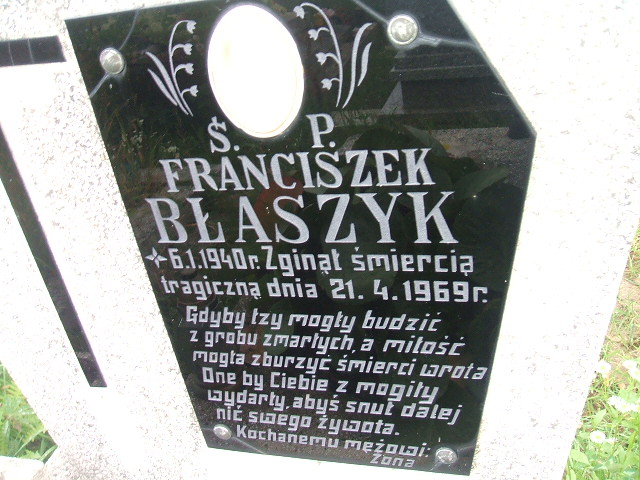 Ś. P.
FRANCISZEK
BŁASZYK
6.1.1940r. Zginął śmiercią
tragiczną dnia 21. 4. 1969r.
Gdyby łzy mogły budzić
z grobu zmarłych, a miłość
mogła zburzyć śmierci wrota
One by Ciebie z mogiły
wydarły, abyś snuł dalej
nić swego żywota.
Kochanemu mężowi:
Żona